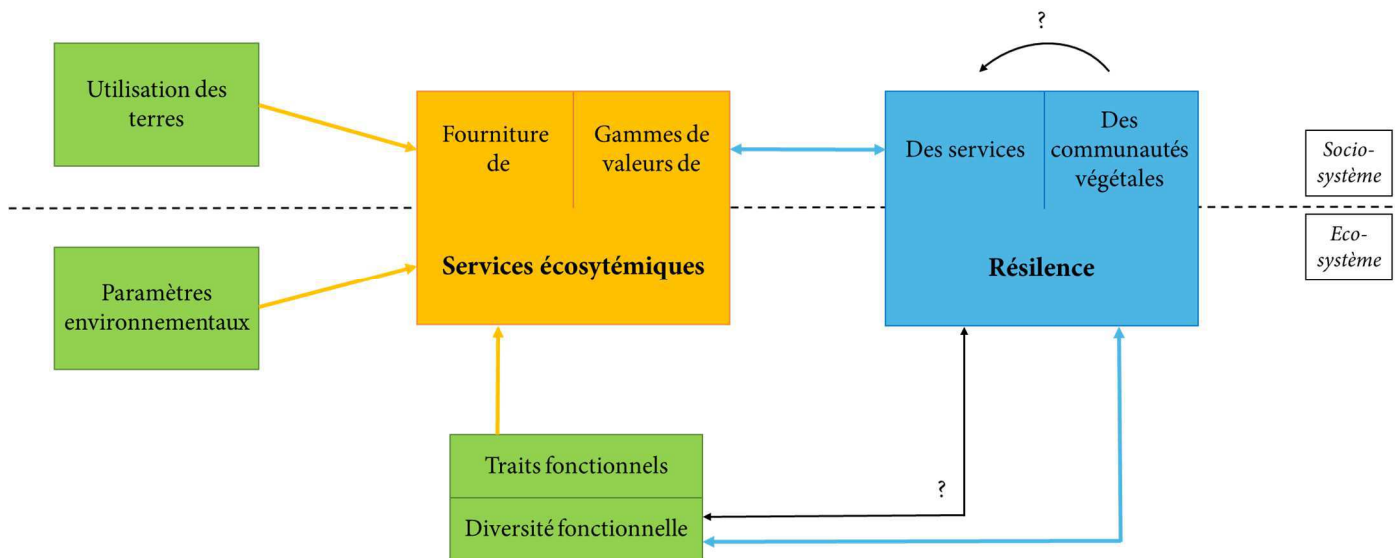 ?
Utilisation des
terres
Fourniture
de
Gammes de
valeurs de
Des services
Des
communautés
végétales
Socio-
système
Eco-
système
Services écosytémiques
Résilence
Paramètres
environnementaux
Traits fonctionnels
?
Diversité fonctionnelle